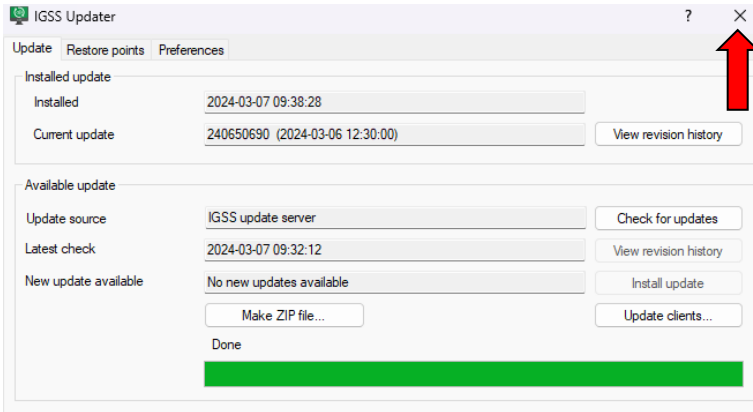 IGSS Updater ?
Update Restore points Preferences
Installed update
Installed 2024-03-07 09:38:28
Current update 240650690 (2024-03-06 12:30:00) View revision history
Available update
Update source IGSS update server Check for updates
Latest check 2024-03-07 09:32:12 View revision history
New update available No new updates available Install update
Make ZIP file... Update clients...
Done